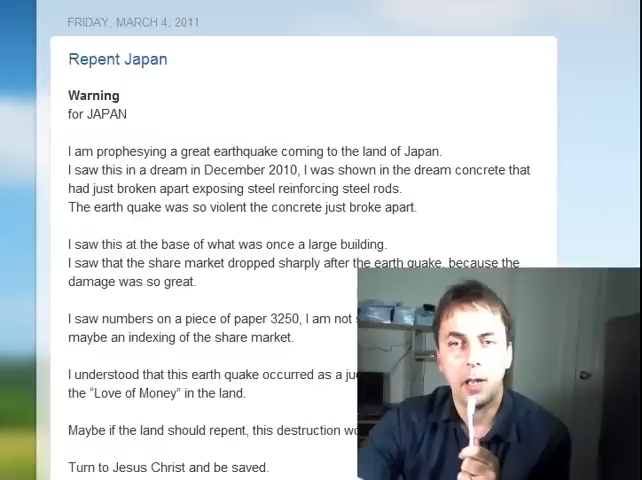 FRIDAY, MARCH 4, 2011
Repent Japan
Warning
for JAPAN
I am prophesying a great earthquake coming to the land of Japan.
I saw this in a dream in December 2010, I was shown in the dream concrete that
had just broken apart exposing steel reinforcing steel rods.
The earth quake was so violent the concrete just broke apart.
I saw this at the base of what was once a large building.
I saw that the share market dropped sharply after the earth quake, because the
damage was so great.
I saw numbers on a piece of paper 3250, I am not
maybe an indexing of the share market.
I understood that this earth quake occurred as a
the “Love of Money” in the land.
Maybe if the land should repent, this destruction
Turn to Jesus Christ and be saved.